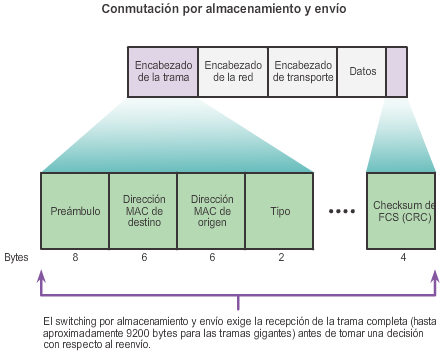 Conmutación por almacenamiento y envío
Encabezado
de la trama
Encabezado
de la red
Encabezado
de transporte
Datos
Preámbulo
Dirección
MAC de
destino
Dirección
MAC de
origen
Tipo
Checksum de
FCS (CRC)
Bytes 8 6 6 2 4
El switching por almacenamiento y envío exige la recepción de la trama completa (hasta
aproximadamente 9200 bytes para las tramas gigantes) antes de tomar una decisión
con respecto al reenvío.